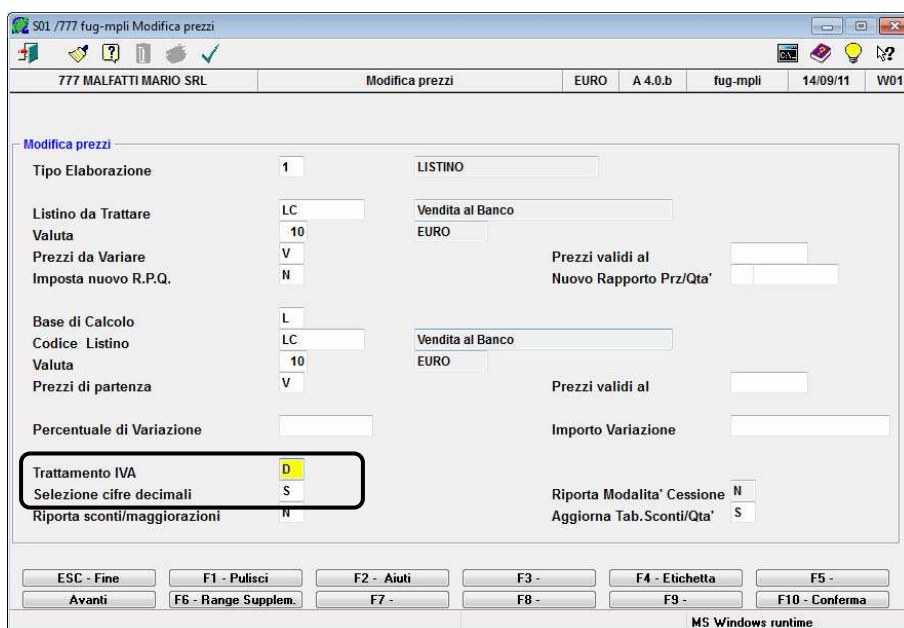 S01 /777 fug-mpli Modifica prezzi
777 MALFATTI MARIO SRL Modifica prezzi EURO A 4.0.b fug-mpli 14/09/11 W01
Modifica prezzi
Tipo Elaborazione 1 LISTINO
Listino da Trattare LC Vendita al Banco
Valuta 10 EURO
Prezzi da Variare V Prezzi validi al
Imposta nuovo R.P.Q. N Nuovo Rapporto Prz/Qta'
Base di Calcolo L
Codice Listino LC Vendita al Banco
Valuta 10 EURO
Prezzi di partenza V Prezzi validi al
Percentuale di Variazione Importo Variazione
Trattamento IVA D
Selezione cifre decimali S Riporta Modalita' Cessione N
Riporta sconti/maggiorazioni N Aggiorna Tab.Sconti/Qta' S
ESC - Fine F1 - Pulisci F2 - Aiuti F3 - F4 - Etichetta F5 -
Avanti F6 - Range Supplem. F7 - F8 - F9 - F10 - Conferma
MS Windows runtime